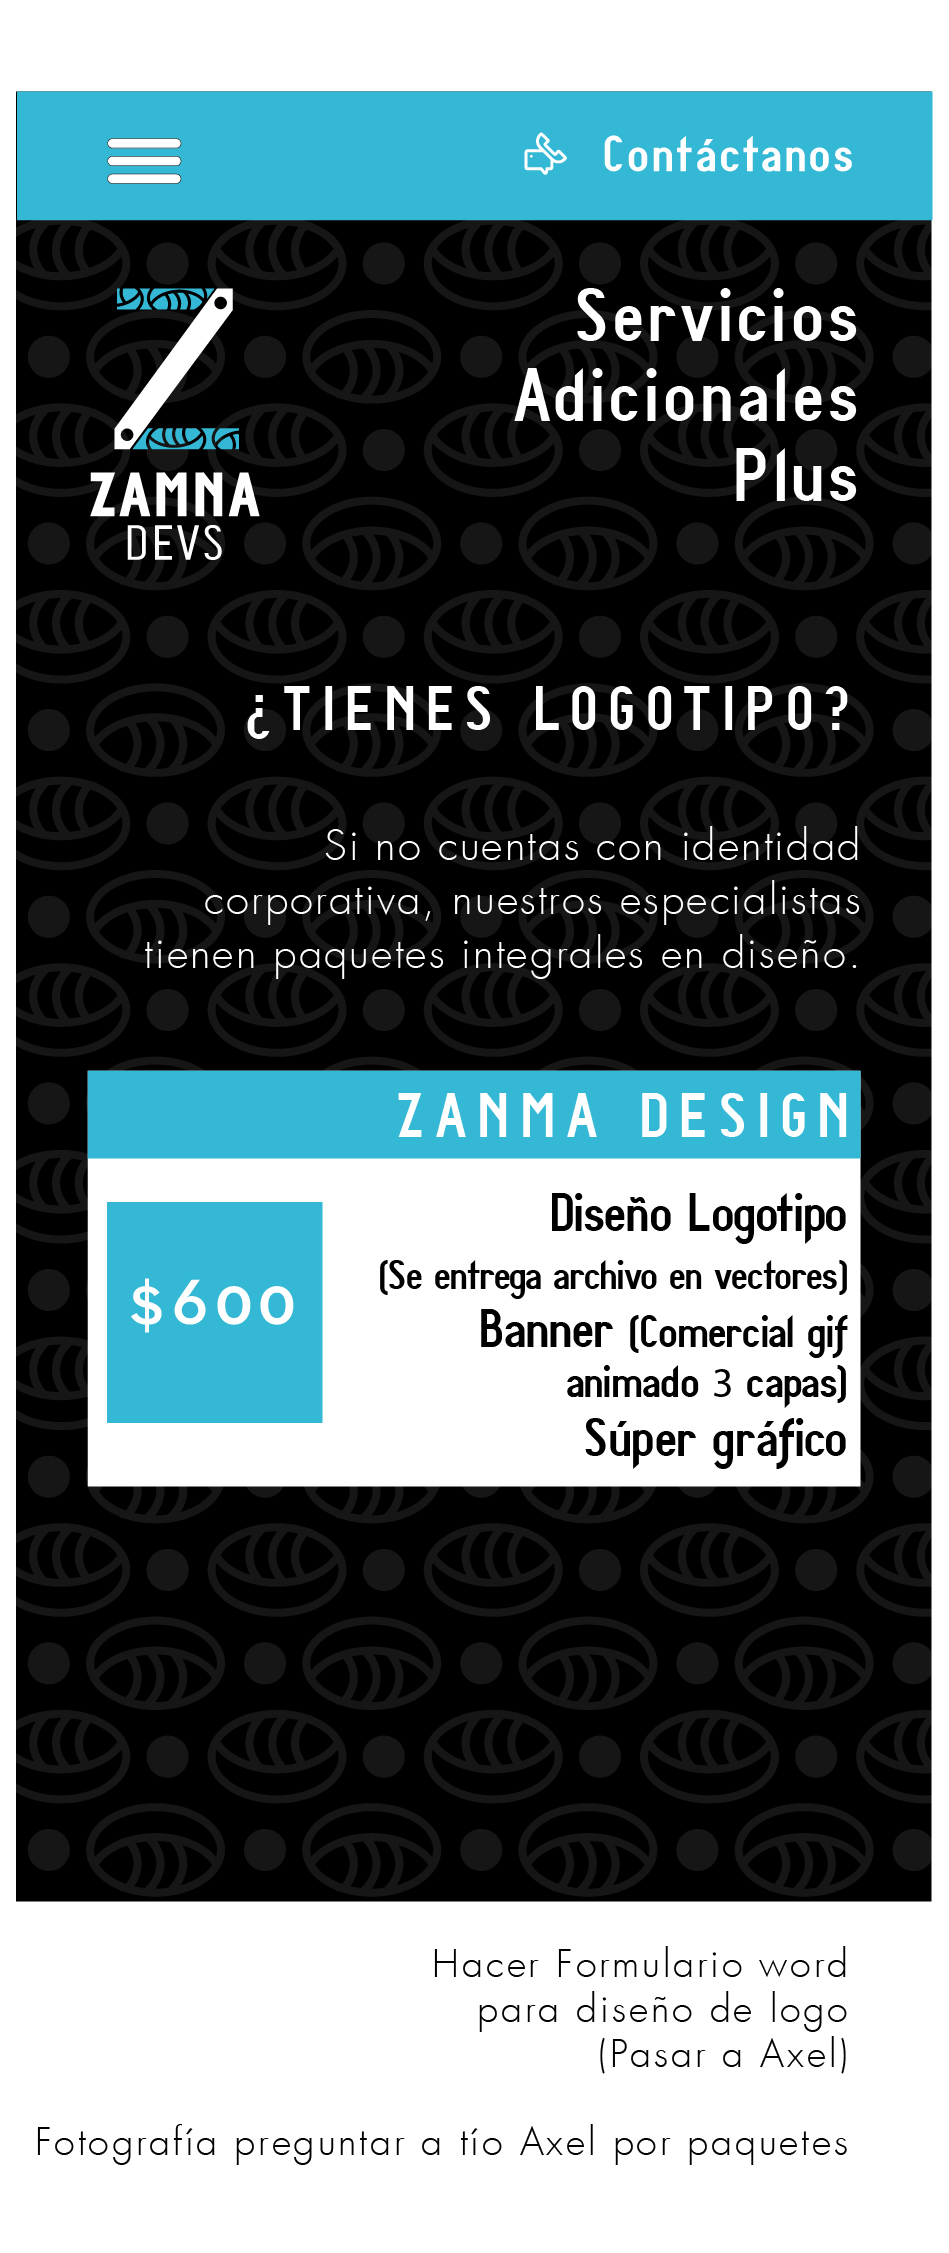 Contáctanos
Servicios
Adicionales
Plus
ZAMNA
DEVS
¿TIENES LOGOTIPO?
Si no cuentas con identidad
corporativa, nuestros especialistas
tienen paquetes integrales en diseño.
ZANMA DESIGN
$600
Diseño Logotipo
(Se entrega archivo en vectores)
Banner (Comercial gif
animado 3 capas)
Súper gráfico
Hacer Formulario word
para diseño de logo
(Pasar a Axel)
Fotografía preguntar a tío Axel por paquetes